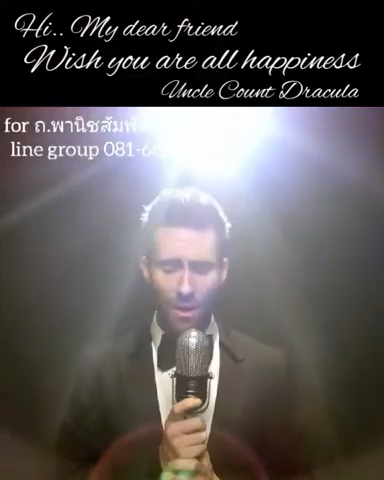 Hi.. My dear friend
Wish you are all happiness
Uncle Count Dracula
for ถ.พานิชสัมพั
line group 081-66